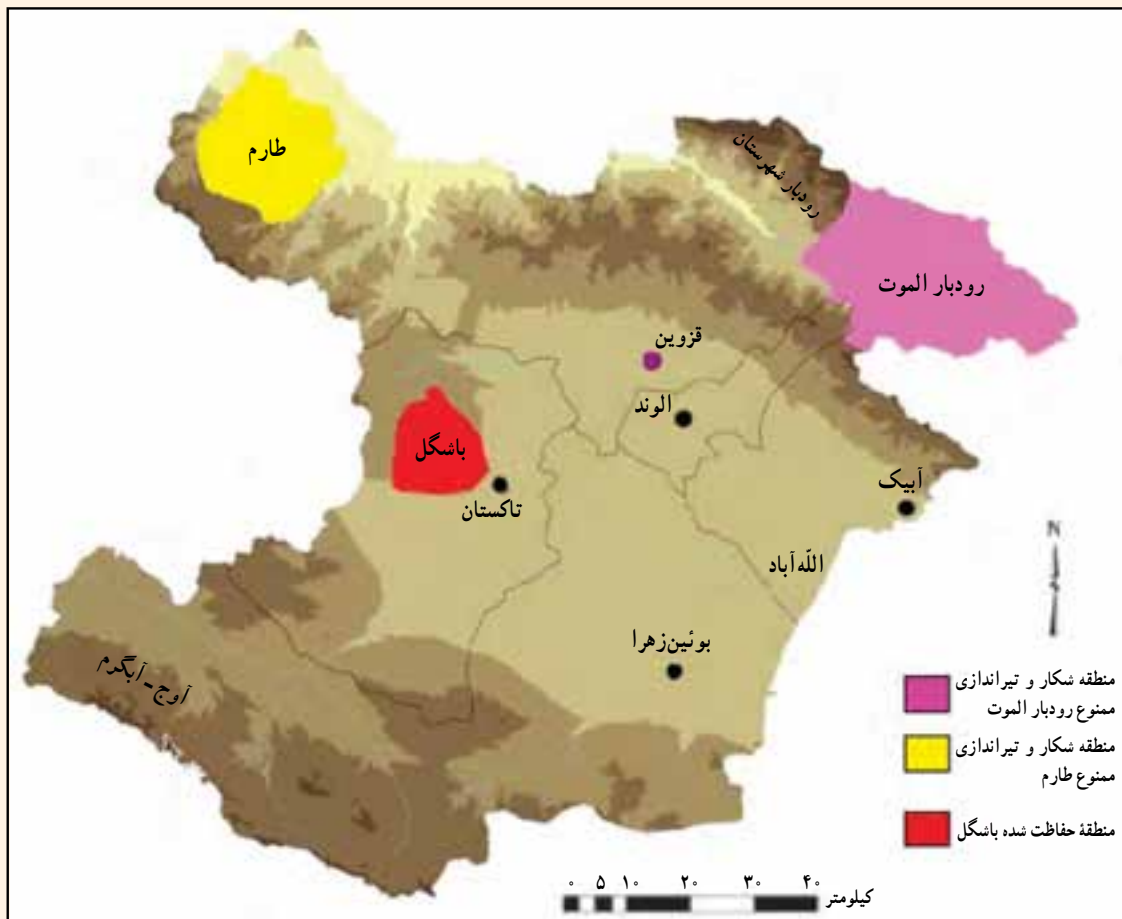 طارم
رودبار شهرستان
رودبار الموت
قزوین
الوند
باشگل
تاکستان
آبیک
اللّه‌آباد
بوئین‌زهرا
آوج-آبگرم
N
منطقه شکار و تیراندازی
ممنوع رودبار الموت
منطقه شکار و تیراندازی
ممنوع طارم
منطقهٔ حفاظت شده باشگل
۰ ۵ ۱۰ ۲۰ ۳۰ ۴۰ کیلومتر